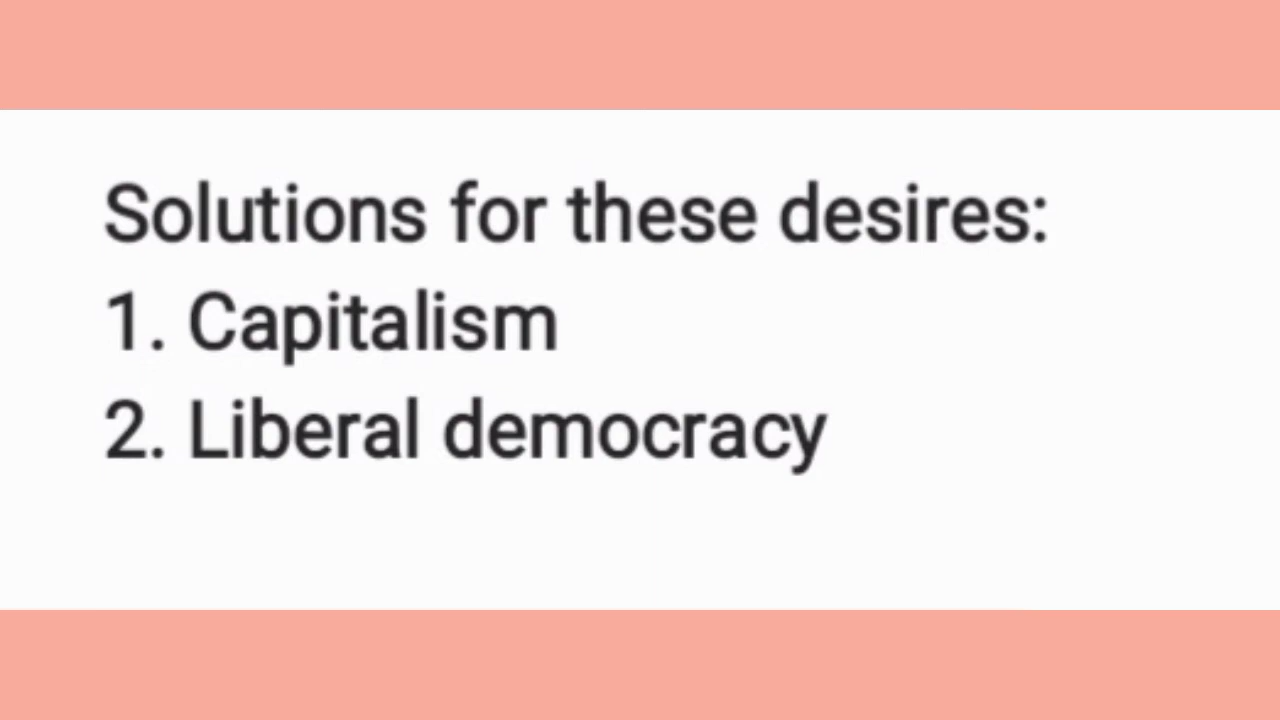 Solutions for these desires:
1. Capitalism
2. Liberal democracy